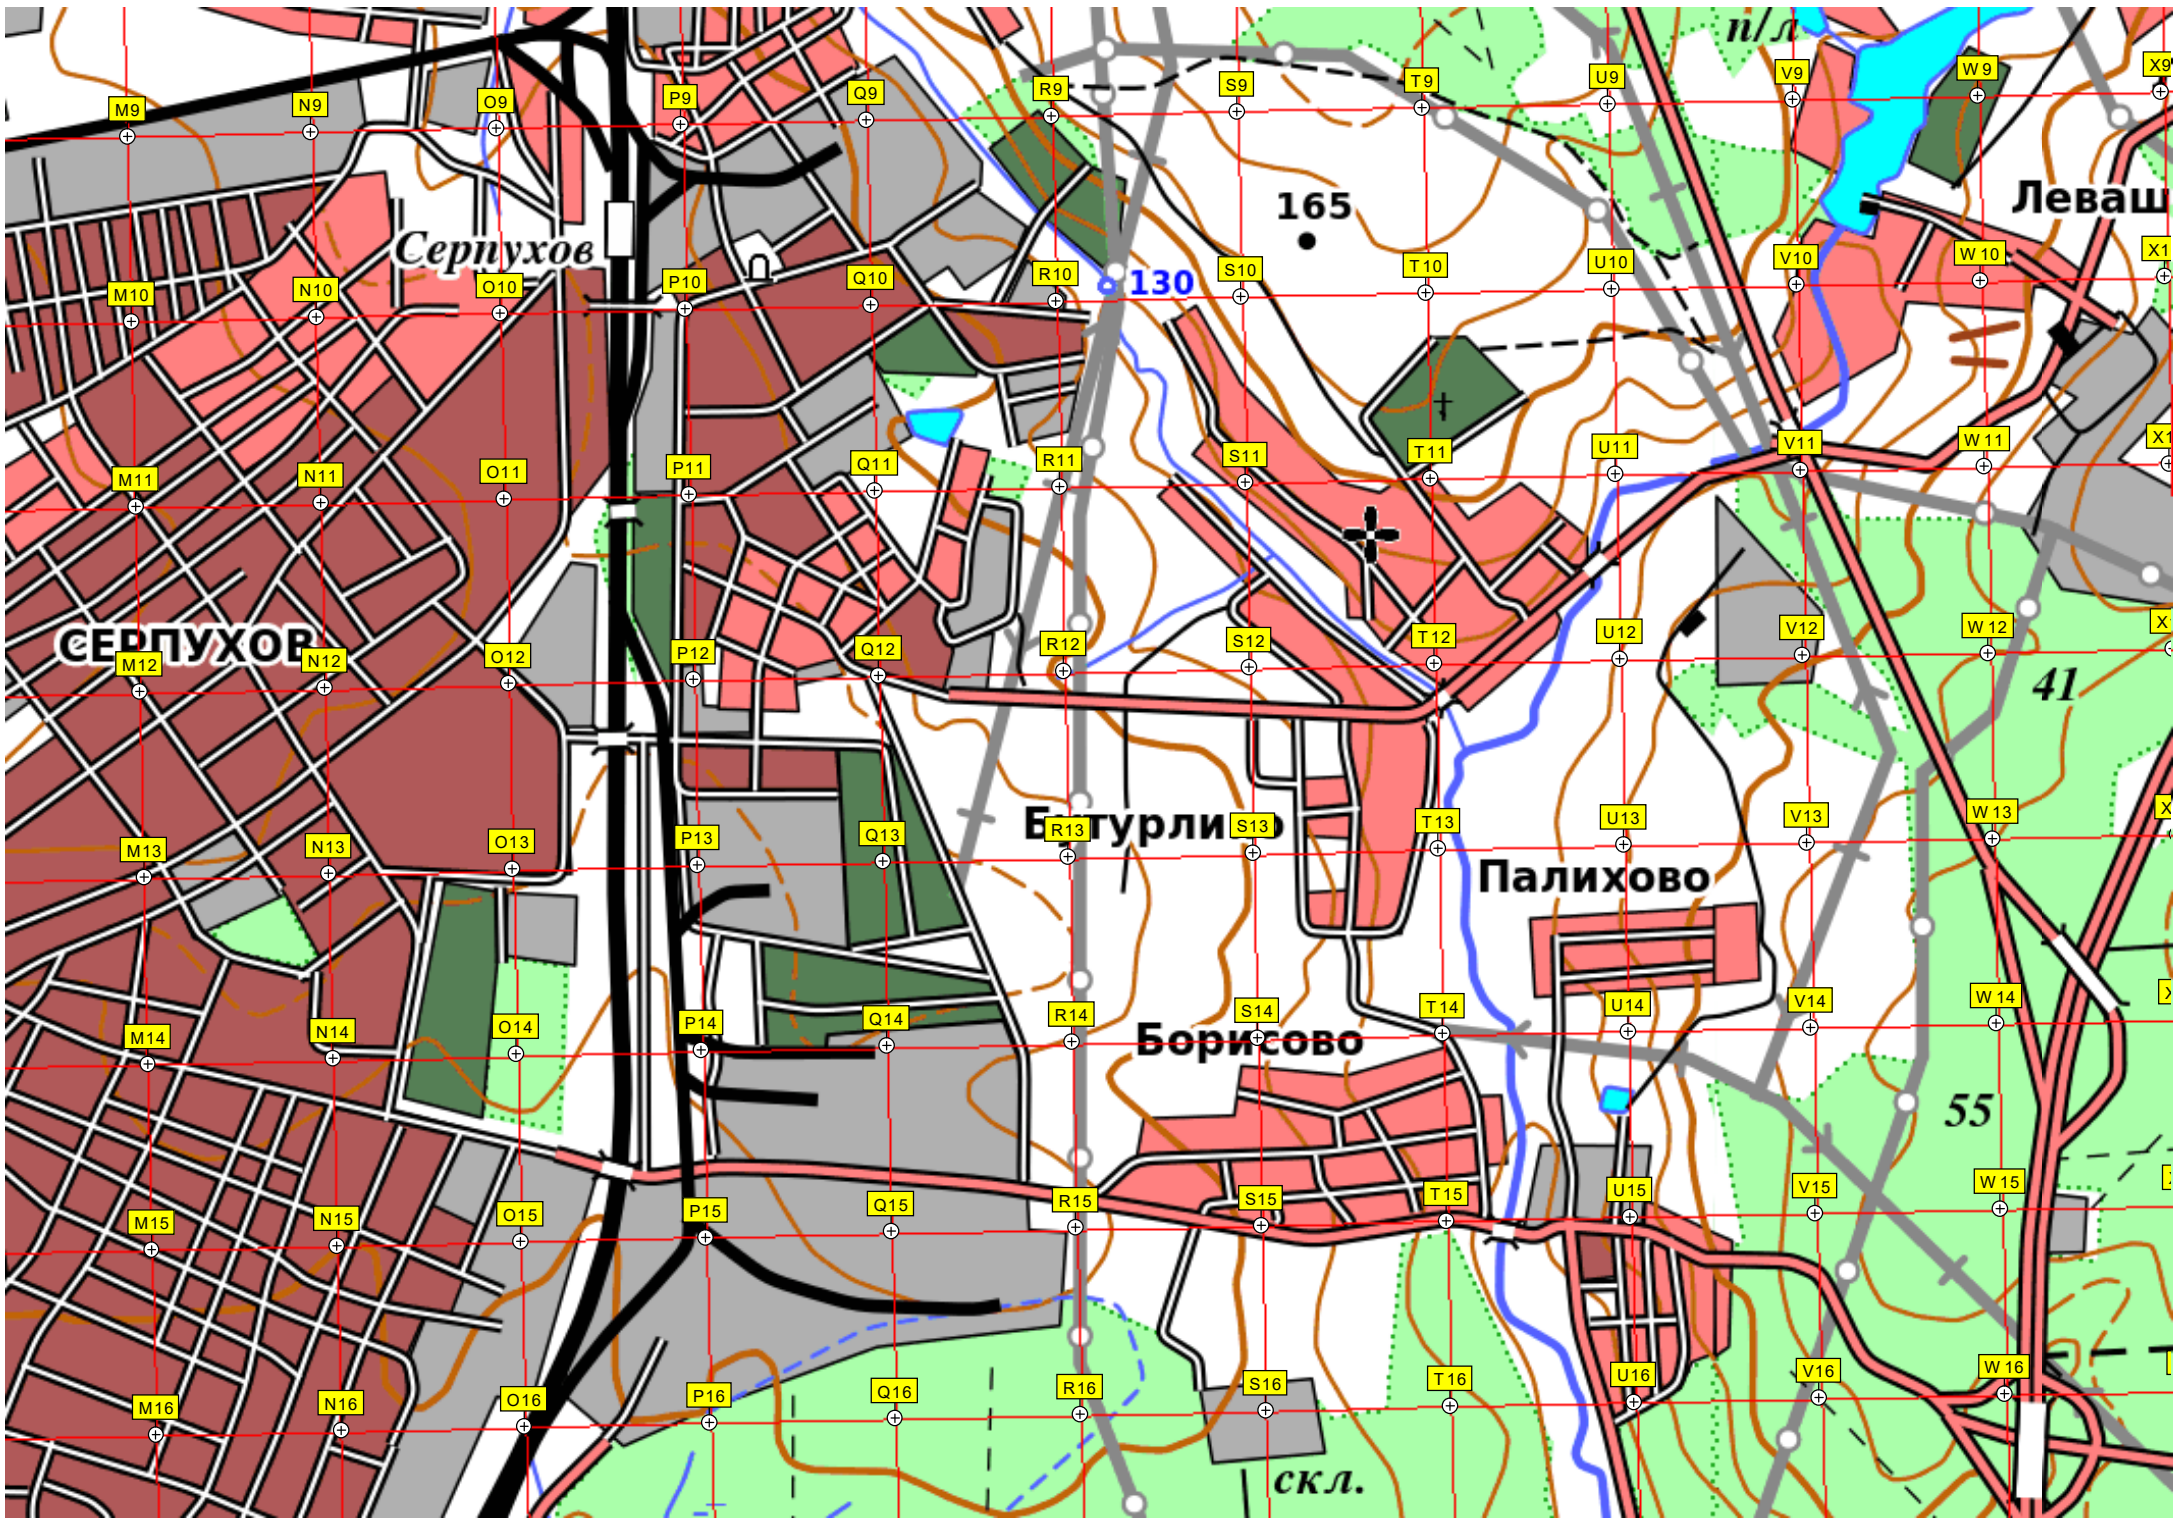 п/л
M9 N9 O9 P9 Q9 R9 S9 T9 U9 V9 W9 X9
165
Леваш
Серпухов
130
M10 N10 O10 P10 Q10 R10 S10 T10 U10 V10 W10 X1
M11 N11 O11 P11 Q11 R11 S11 T11 U11 V11 W11 X1
СЕРПУХОВ
M12 N12 O12 P12 Q12 R12 S12 T12 U12 V12 W12 X
41
Бутурлино
M13 N13 O13 P13 Q13 R13 S13 T13 U13 V13 W13 X
Палихово
M14 N14 O14 P14 Q14 R14 S14 T14 U14 V14 W14 X
Борисово
55
M15 N15 O15 P15 Q15 R15 S15 T15 U15 V15 W15
M16 N16 O16 P16 Q16 R16 S16 T16 U16 V16 W16
скл.